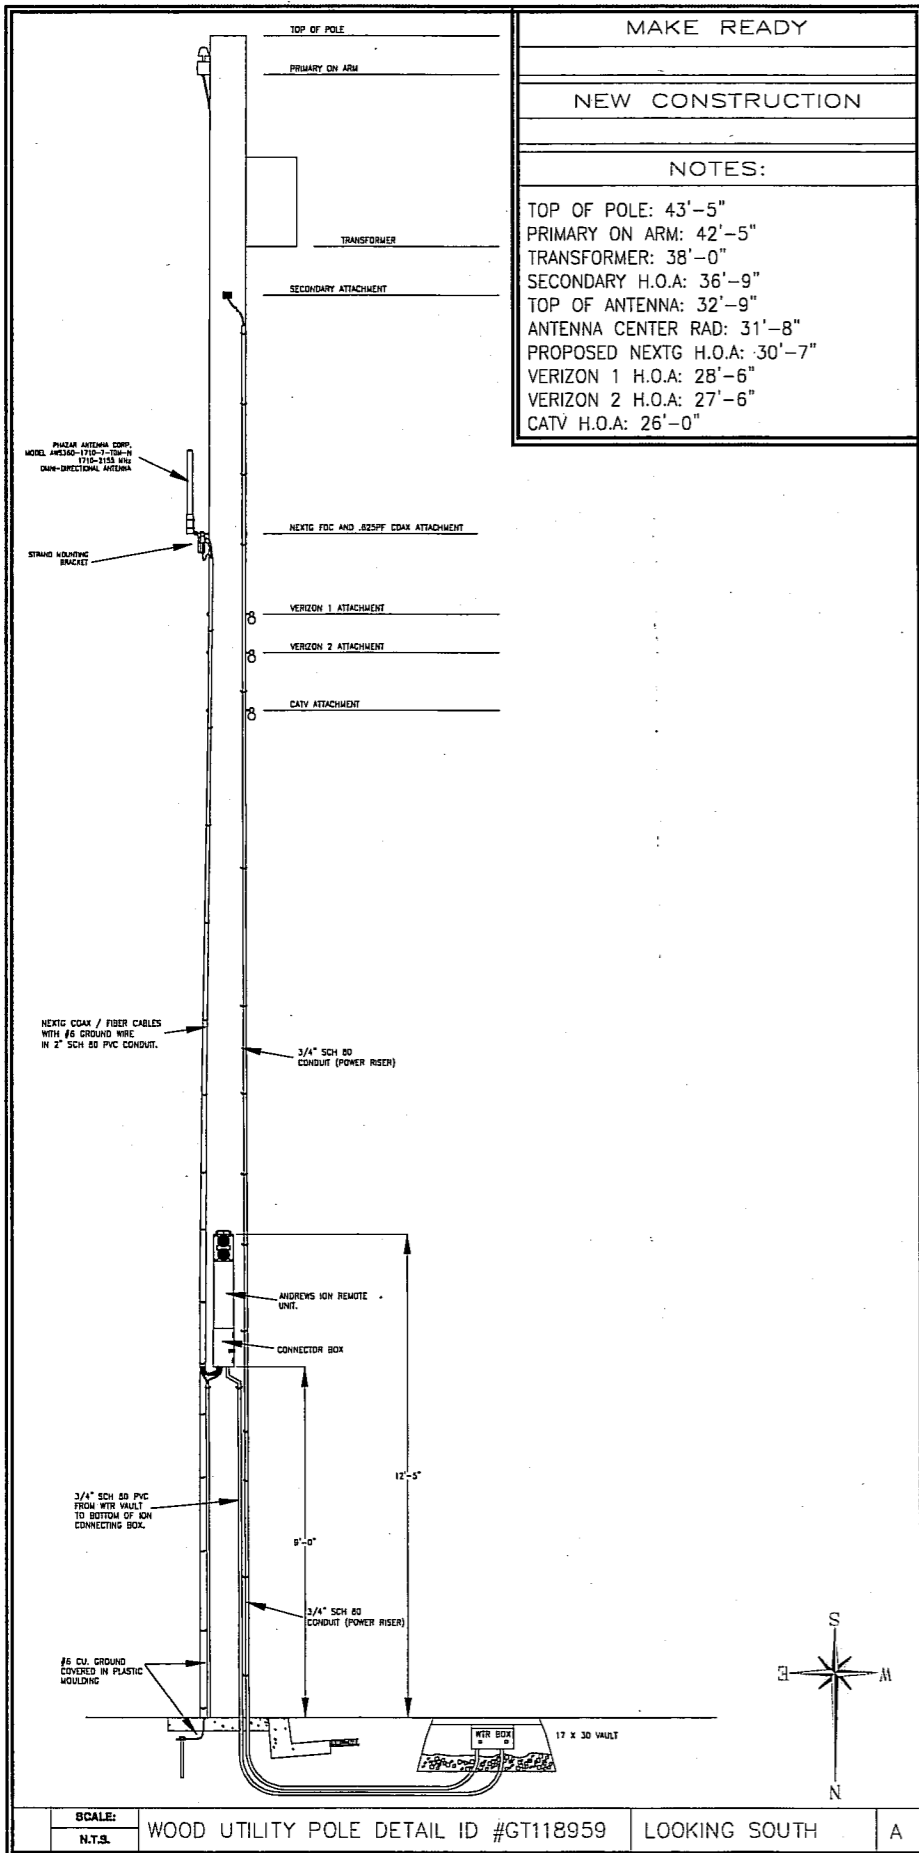 TOP OF POLE
PRIMARY ON ARM
TRANSFORMER
SECONDARY ATTACHMENT
PHAZAR ANTENNA CORP.
MODEL AWS360-1710-7-T0M-N
1710-2155 MHz
OMNI-DIRECTIONAL ANTENNA
NEXTG FOC AND .625PF COAX ATTACHMENT
STRAND MOUNTING
BRACKET
VERIZON 1 ATTACHMENT
VERIZON 2 ATTACHMENT
CATV ATTACHMENT
MAKE READY
NEW CONSTRUCTION
NOTES:
TOP OF POLE: 43'-5"
PRIMARY ON ARM: 42'-5"
TRANSFORMER: 38'-0"
SECONDARY H.O.A: 36'-9"
TOP OF ANTENNA: 32'-9"
ANTENNA CENTER RAD: 31'-8"
PROPOSED NEXTG H.O.A: 30'-7"
VERIZON 1 H.O.A: 28'-6"
VERIZON 2 H.O.A: 27'-6"
CATV H.O.A: 26'-0"
NEXTG COAX / FIBER CABLES
WITH #6 GROUND WIRE
IN 2" SCH 80 PVC CONDUIT.
3/4" SCH 80
CONDUIT (POWER RISER)
ANDREWS ION REMOTE
UNIT.
CONNECTOR BOX
12'-5"
9'-0"
3/4" SCH 80 PVC
FROM WTR VAULT
TO BOTTOM OF ION
CONNECTING BOX.
3/4" SCH 80
CONDUIT (POWER RISER)
#6 CU. GROUND
COVERED IN PLASTIC
MOULDING
WTR BOX
17 X 30 VAULT
S
E
W
N
SCALE:
N.T.S.
WOOD UTILITY POLE DETAIL ID #GT118959
LOOKING SOUTH
A